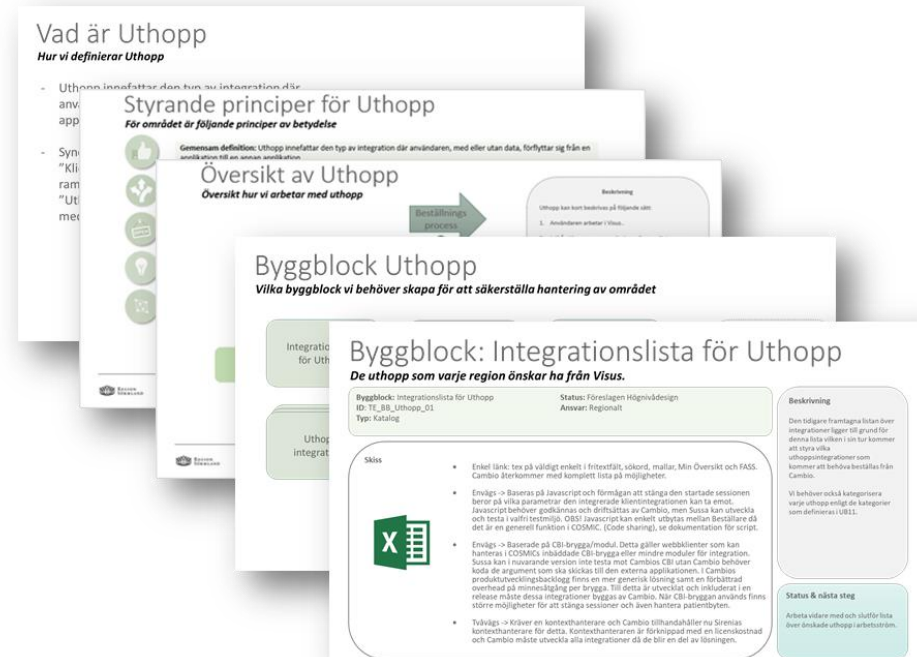 Vad är Uthopp
Hur vi definierar Uthopp
- Uthopp innefattar den typ av integration där
Styrande principer för Uthopp
För området är följande principer av betydelse
Gemensam definition: Uthopp innefattar den typ av integration där användaren, med eller utan data, förflyttar sig från en
applikation till en annan applikation
Översikt av Uthopp
Översikt hur vi arbetar med uthopp
Beställnings
process
Beskrivning
Uthopp kan kort beskrivas på följande sätt:
1. Användaren arbetar i Visus.
Byggblock Uthopp
Vilka byggblock vi behöver skapa för att säkerställa hantering av området
Byggblock: Integrationslista för Uthopp
De uthopp som varje region önskar ha från Visus.
Byggblock: Integrationslista för Uthopp
ID: TE_BB_Uthopp_01
Typ: Katalog
Status: Föreslagen Högnivådesign
Ansvar: Regionalt
Skiss
• Enkel länk: tex på väldigt enkelt i fritextfält, sökord, mallar, Min Översikt och FASS.
Cambio återkommer med komplett lista på möjligheter.
• Envägs -> Baseras på Javascript och förmågan att stänga den startade sessionen
beror på vilka parametrar den integrerade klientintegrationen kan ta emot.
Javascript behöver godkännas och driftsättas av Cambio, men Sussa kan utveckla
och testa i valfri testmiljö. OBS! Javascript kan enkelt utbytas mellan Beställare då
det är en generell funktion i COSMIC. (Code sharing), se dokumentation för script.
• Envägs -> Baserade på CBI-brygga/modul. Detta gäller webbklienter som kan
hanteras i COSMICs inbäddade CBI-brygga eller mindre moduler för integration.
Sussa kan i nuvarande version inte testa mot Cambios CBI utan Cambio behöver
koda de argument som ska skickas till den externa applikationen. I Cambios
produktutvecklingsbacklogg finns en mer generisk lösning samt en förbättrad
overhead på minnesåtgång per brygga. Till detta är utvecklat och inkluderat i en
release måste dessa integrationer byggas av Cambio. När CBI-bryggan används finns
större möjligheter för att stänga sessioner och även hantera patientbyten.
• Tvåvägs -> Kräver en kontexthanterare och Cambio tillhandahåller nu Sirenias
kontexthanterare för detta. Kontexthanteraren är förknippad med en licenskostnad
och Cambio måste utveckla alla integrationer då de blir en del av lösningen.
Beskrivning
Den tidigare framtagna listan över
integrationer ligger till grund för
denna lista vilken i sin tur kommer
att styra vilka
uthoppsintegrationer som
kommer att behöva beställas från
Cambio.
Vi behöver också kategorisera
varje uthopp enligt de kategorier
som definieras i UB11.
Status & nästa steg
Arbeta vidare med och slutför lista
över önskade uthopp i arbetsström.